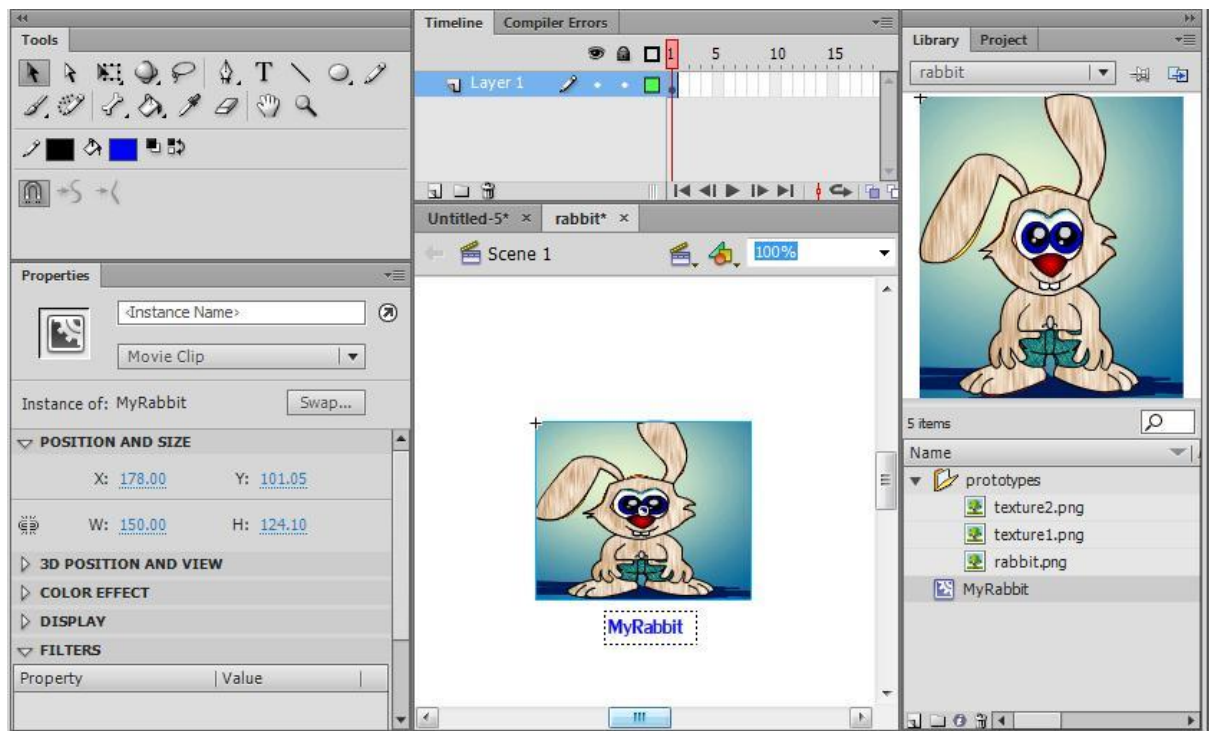 Tools
T
Properties
<Instance Name>
Movie Clip
Instance of: MyRabbit
Swap...
POSITION AND SIZE
X: 178.00 Y: 101.05
W: 150.00 H: 124.10
3D POSITION AND VIEW
COLOR EFFECT
DISPLAY
FILTERS
Property Value
Timeline Compiler Errors
1 5 10 15
Layer 1
Untitled-5* × rabbit* ×
Scene 1 100%
MyRabbit
Library Project
rabbit
5 items
Name
prototypes
texture2.png
texture1.png
rabbit.png
MyRabbit